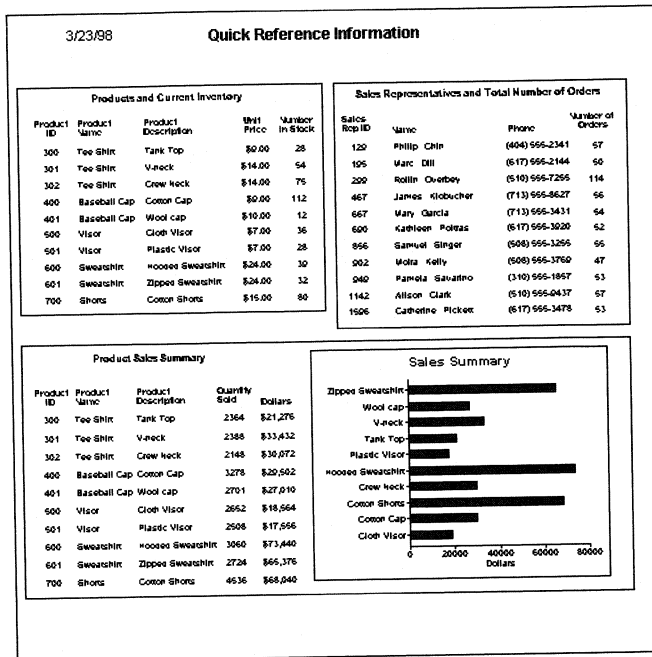 3/23/98
Quick Reference Information
Products and Current Inventory
Product ID Product Name Product Description Unit Price Number In Stock
300 Tee Shirt Tank Top $9.00 28
301 Tee Shirt V-neck $14.00 54
302 Tee Shirt Crew Neck $14.00 75
400 Baseball Cap Cotton Cap $9.00 112
401 Baseball Cap Wool cap $10.00 12
500 Visor Cloth Visor $7.00 36
501 Visor Plastic Visor $7.00 28
600 Sweatshirt Hooded Sweatshirt $24.00 30
601 Sweatshirt Zipped Sweatshirt $24.00 32
700 Shorts Cotton Shorts $15.00 80
Sales Representatives and Total Number of Orders
Sales Rep ID Name Phone Number of Orders
129 Philip Chin (404) 555-2341 57
195 Marc Dill (617) 555-2144 50
299 Rollin Overbey (510) 555-7255 114
467 James Klobucher (713) 555-8627 56
667 Mary Garcia (713) 555-3431 54
690 Kathleen Poitras (617) 555-3920 52
856 Samuel Singer (508) 555-3255 55
902 Moira Kelly (508) 555-3769 47
949 Pamela Savarino (310) 555-1857 53
1142 Alison Clark (510) 555-9437 57
1596 Catherine Pickett (617) 555-3478 53
Product Sales Summary
Product ID Product Name Product Description Quantity Sold Dollars
300 Tee Shirt Tank Top 2364 $21,276
301 Tee Shirt V-neck 2388 $33,432
302 Tee Shirt Crew Neck 2148 $30,072
400 Baseball Cap Cotton Cap 3278 $29,502
401 Baseball Cap Wool cap 2701 $27,010
500 Visor Cloth Visor 2652 $18,564
501 Visor Plastic Visor 2508 $17,556
600 Sweatshirt Hooded Sweatshirt 3060 $73,440
601 Sweatshirt Zipped Sweatshirt 2724 $65,376
700 Shorts Cotton Shorts 4536 $68,040
Sales Summary
Zipped Sweatshirt
Wool cap
V-neck
Tank Top
Plastic Visor
Hooded Sweatshirt
Crew Neck
Cotton Shorts
Cotton Cap
Cloth Visor
0 20000 40000 60000 80000
Dollars